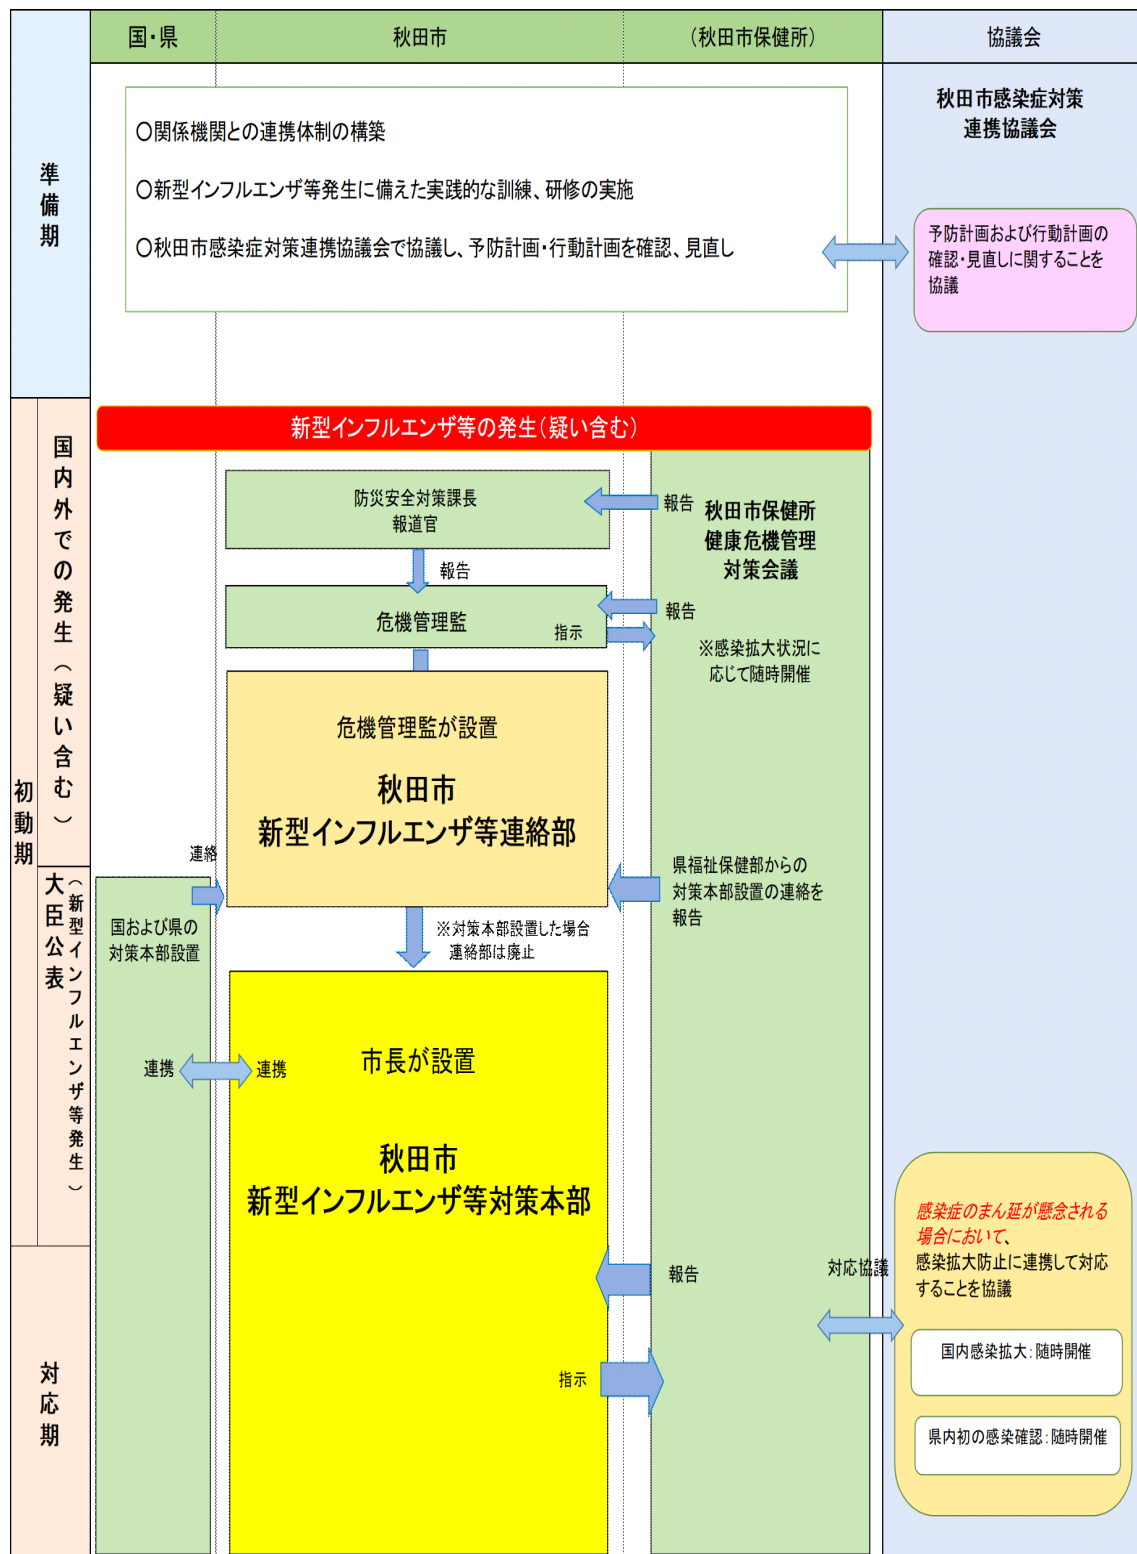 国・県
秋田市
(秋田市保健所)
協議会
準備期
〇関係機関との連携体制の構築
〇新型インフルエンザ等発生に備えた実践的な訓練、研修の実施
〇秋田市感染症対策連携協議会で協議し、予防計画・行動計画を確認、見直し
秋田市感染症対策
連携協議会
予防計画および行動計画の
確認・見直しに関することを
協議
初動期
国内外での発生(疑い含む)
新型インフルエンザ等の発生(疑い含む)
防災安全対策課長
報道官
報告
秋田市保健所
健康危機管理
対策会議
報告
危機管理監
報告
指示
※感染拡大状況に
応じて随時開催
危機管理監が設置
秋田市
新型インフルエンザ等連絡部
連絡
県福祉保健部からの
対策本部設置の連絡を
報告
大臣公表
(新型インフルエンザ等発生)
国および県の
対策本部設置
※対策本部設置した場合
連絡部は廃止
市長が設置
連携
連携
秋田市
新型インフルエンザ等対策本部
対応期
報告
指示
対応協議
感染症のまん延が懸念される
場合において、
感染拡大防止に連携して対応
することを協議
国内感染拡大:随時開催
県内初の感染確認:随時開催